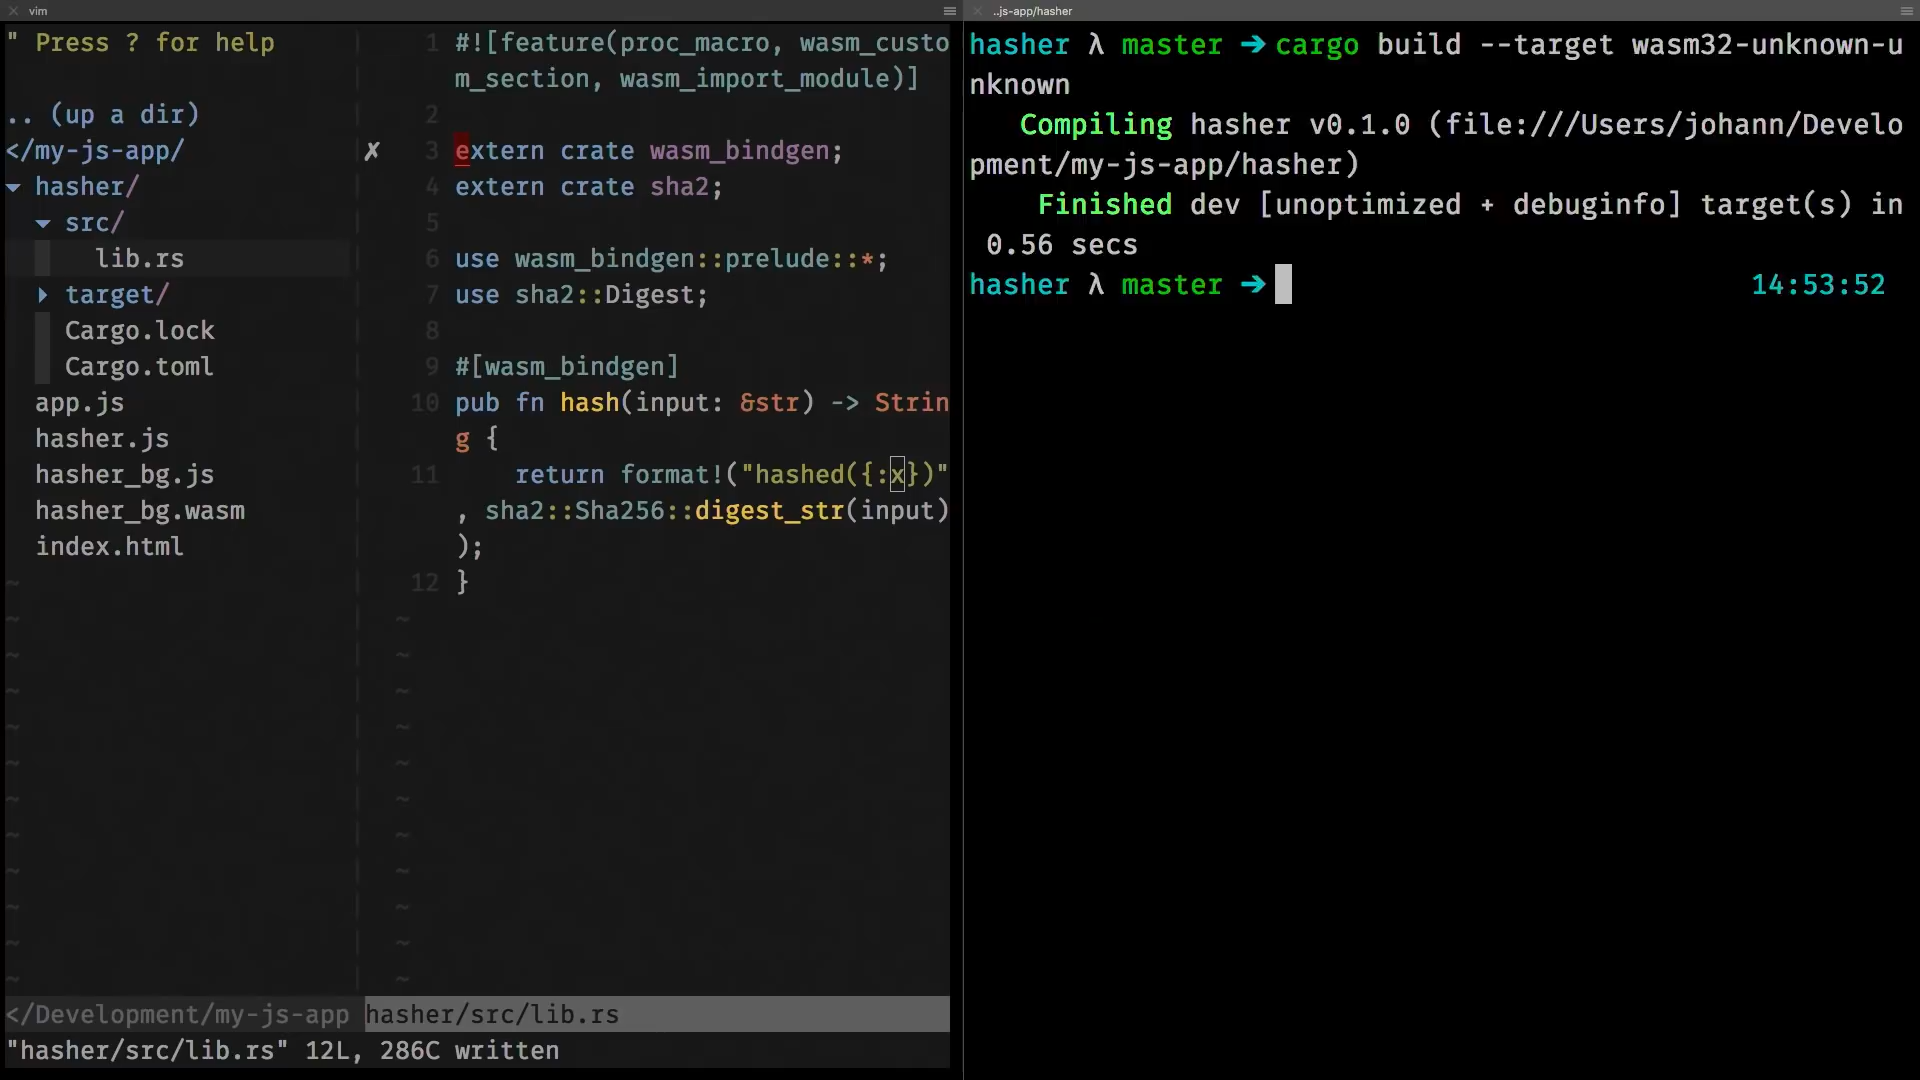 vim
" Press ? for help
.. (up a dir)
</my-js-app/
▾ hasher/
▾ src/
lib.rs
▸ target/
Cargo.lock
Cargo.toml
app.js
hasher.js
hasher_bg.js
hasher_bg.wasm
index.html
~
~
~
~
~
~
~
~
~
~
~
~
</Development/my-js-app
1 #![feature(proc_macro, wasm_custo
m_section, wasm_import_module)]
2
✗ 3 extern crate wasm_bindgen;
4 extern crate sha2;
5
6 use wasm_bindgen::prelude::*;
7 use sha2::Digest;
8
9 #[wasm_bindgen]
10 pub fn hash(input: &str) -> Strin
g {
11 return format!("hashed({:x})"
, sha2::Sha256::digest_str(input)
);
12 }
~
~
~
~
~
~
~
~
~
~
~
hasher/src/lib.rs
"hasher/src/lib.rs" 12L, 286C written
..js-app/hasher
hasher λ master ➔ cargo build --target wasm32-unknown-u
nknown
Compiling hasher v0.1.0 (file:///Users/johann/Develo
pment/my-js-app/hasher)
Finished dev [unoptimized + debuginfo] target(s) in
0.56 secs
hasher λ master ➔ 14:53:52